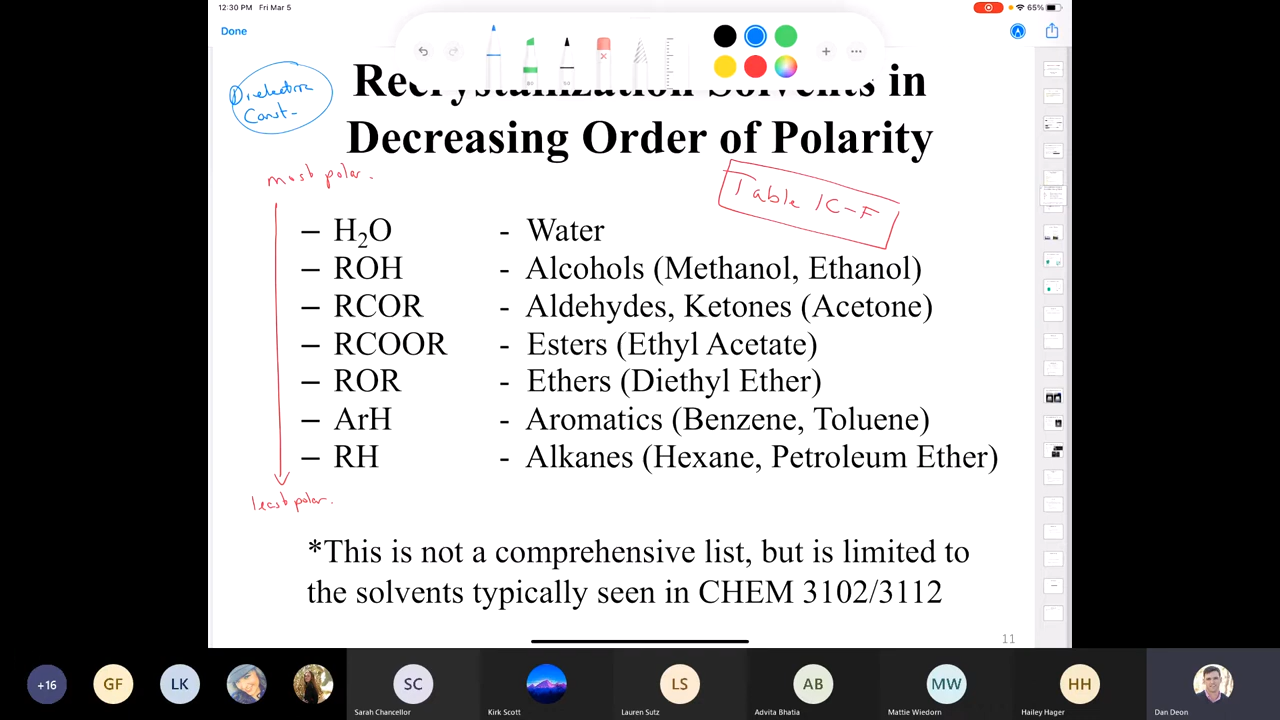 12:30 PM Fri Mar 5
65%
Done
Recrystallization Solvents in
Decreasing Order of Polarity
Dielectric
Const-
most polar.
Table 1C-F
– H₂O - Water
– ROH - Alcohols (Methanol, Ethanol)
– RCOR - Aldehydes, Ketones (Acetone)
– RCOOR - Esters (Ethyl Acetate)
– ROR - Ethers (Diethyl Ether)
– ArH - Aromatics (Benzene, Toluene)
– RH - Alkanes (Hexane, Petroleum Ether)
least polar.
*This is not a comprehensive list, but is limited to
the solvents typically seen in CHEM 3102/3112
11
+16 GF LK SC LS AB MW HH
Sarah Chancellor Kirk Scott Lauren Sutz Advita Bhatia Mattie Wiedorn Hailey Hager Dan Deon